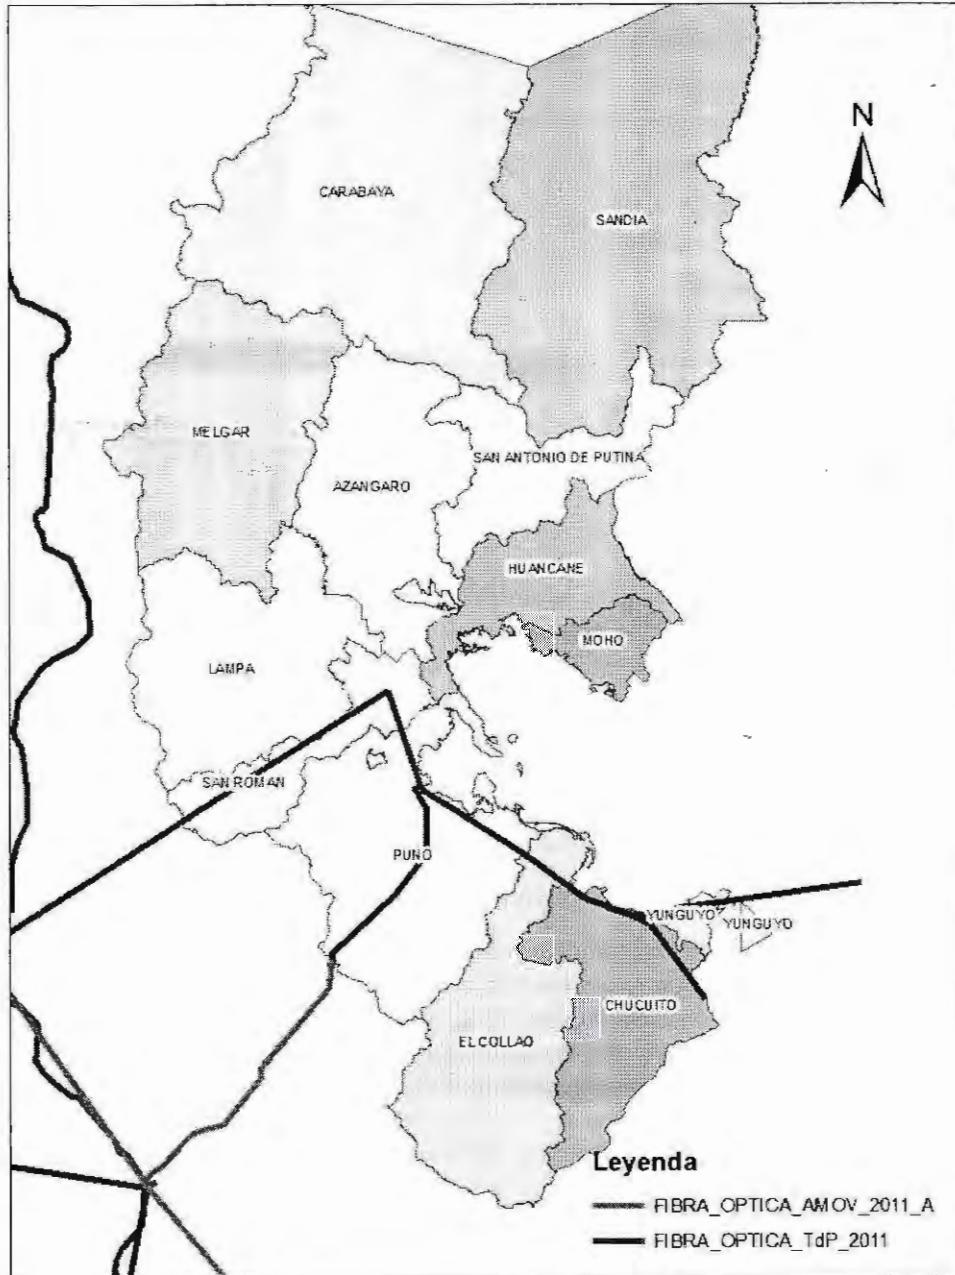 N
CARABAYA
SANDIA
MELGAR
SAN ANTONIO DE PUTINA
AZANGARO
HUANCANE
MOHO
LAMPA
SAN ROMAN
PUNO
YUNGUYO
YUNGUYO
CHUCUITO
EL COLLAO
Leyenda
FIBRA_OPTICA_AMOV_2011_A
FIBRA_OPTICA_TdP_2011